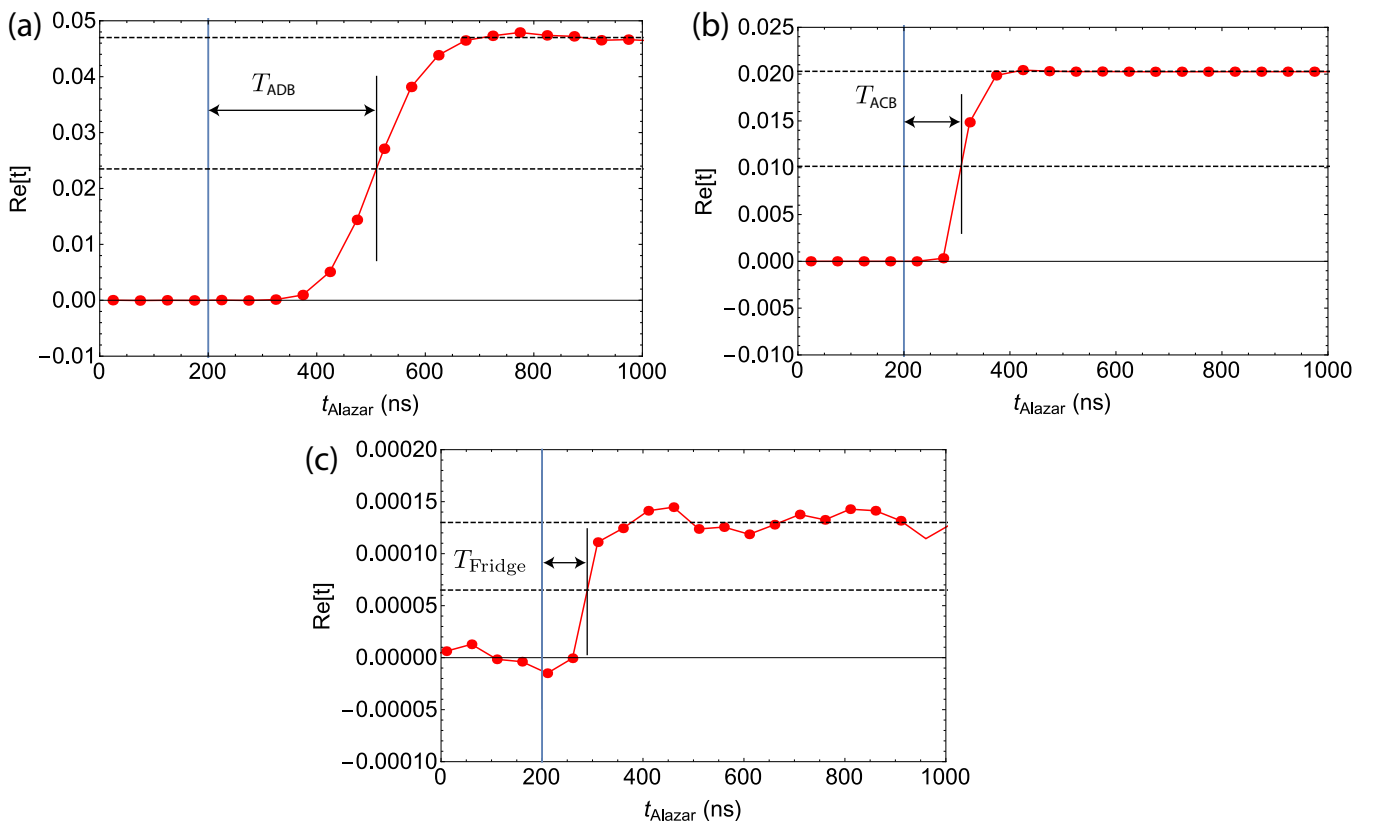 (a)
Re[t]
0.05
0.04
0.03
0.02
0.01
0.00
−0.01
T_ADB
0 200 400 600 800 1000
t_Alazar (ns)
(b)
Re[t]
0.025
0.020
0.015
0.010
0.005
0.000
−0.005
−0.010
T_ACB
0 200 400 600 800 1000
t_Alazar (ns)
(c)
Re[t]
0.00020
0.00015
0.00010
0.00005
0.00000
−0.00005
−0.00010
T_Fridge
0 200 400 600 800 1000
t_Alazar (ns)